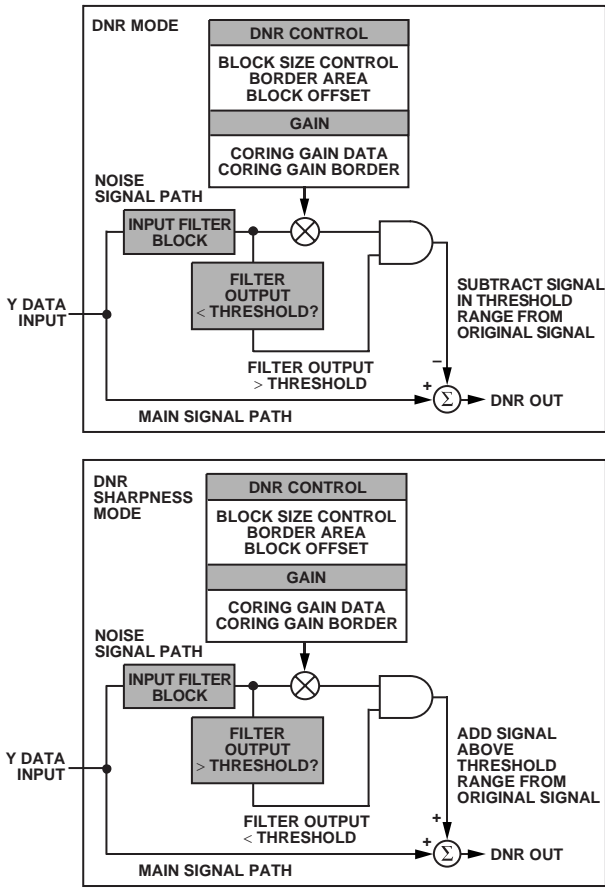 DNR MODE
DNR CONTROL
BLOCK SIZE CONTROL
BORDER AREA
BLOCK OFFSET
GAIN
CORING GAIN DATA
CORING GAIN BORDER
NOISE
SIGNAL PATH
INPUT FILTER
BLOCK
FILTER
OUTPUT
< THRESHOLD?
Y DATA
INPUT
FILTER OUTPUT
> THRESHOLD
SUBTRACT SIGNAL
IN THRESHOLD
RANGE FROM
ORIGINAL SIGNAL
–
+
Σ
DNR OUT
MAIN SIGNAL PATH
DNR
SHARPNESS
MODE
DNR CONTROL
BLOCK SIZE CONTROL
BORDER AREA
BLOCK OFFSET
GAIN
CORING GAIN DATA
CORING GAIN BORDER
NOISE
SIGNAL PATH
INPUT FILTER
BLOCK
FILTER
OUTPUT
> THRESHOLD?
Y DATA
INPUT
FILTER OUTPUT
< THRESHOLD
ADD SIGNAL
ABOVE
THRESHOLD
RANGE FROM
ORIGINAL SIGNAL
+
+
Σ
DNR OUT
MAIN SIGNAL PATH